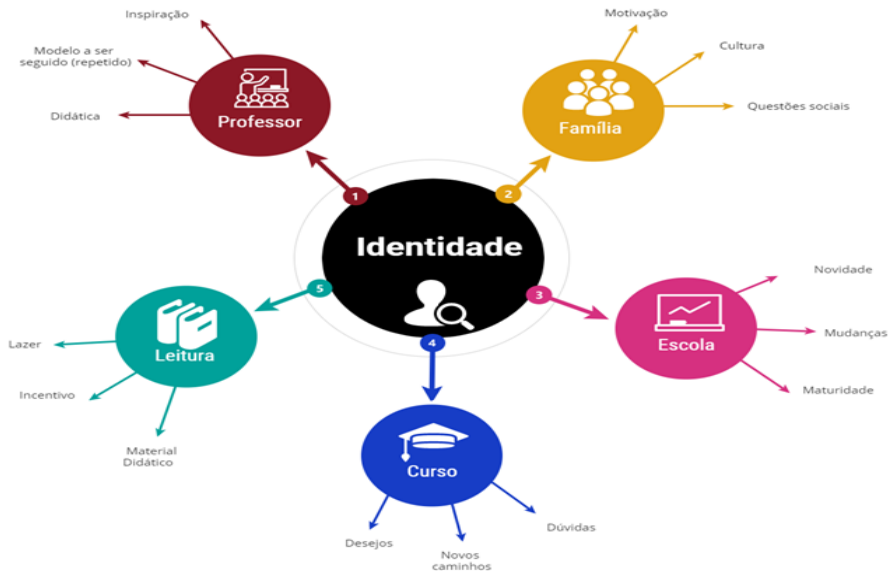 Inspiração
Modelo a ser
seguido (repetido)
Didática
Professor
1
Motivação
Cultura
Questões sociais
Família
2
Identidade
Novidade
Mudanças
Maturidade
Escola
3
4
Curso
Desejos
Novos
caminhos
Dúvidas
5
Leitura
Lazer
Incentivo
Material
Didático